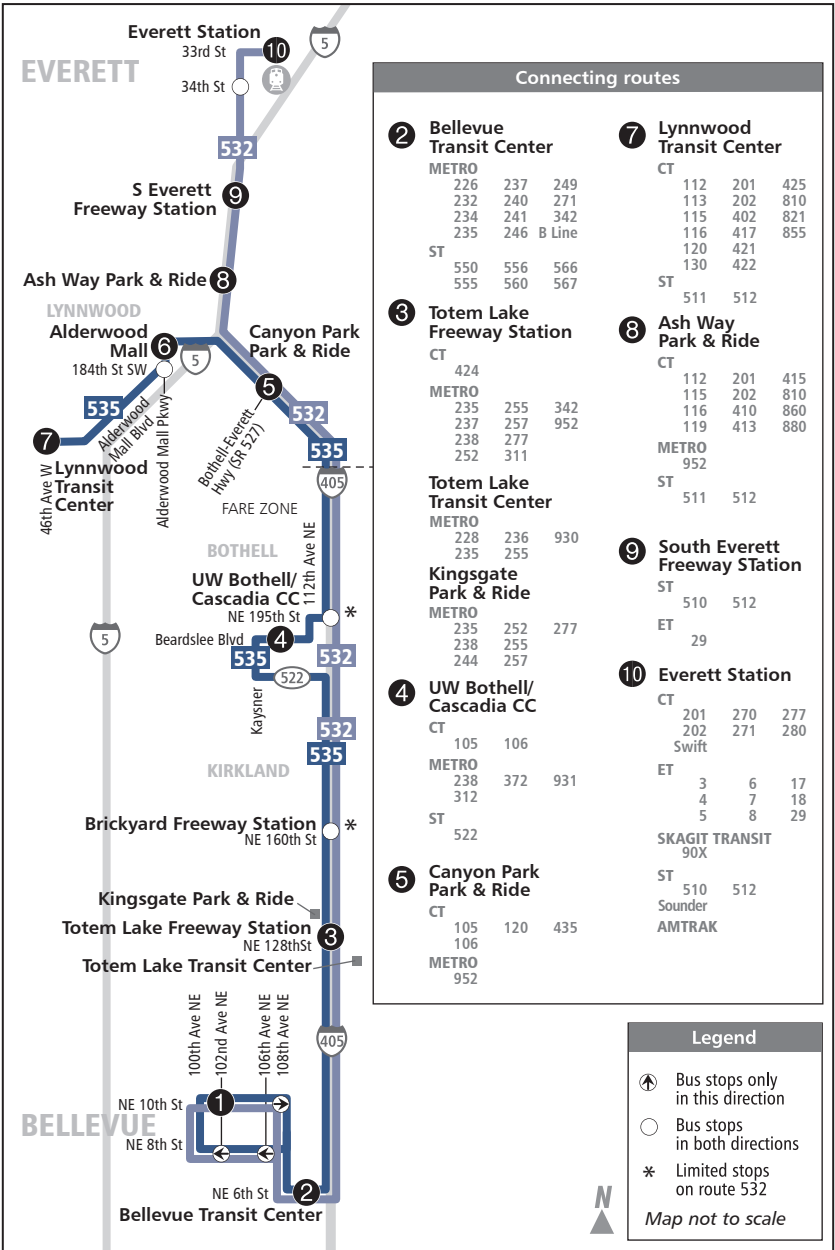 Everett Station
33rd St
10
5
EVERETT
34th St
532
S Everett
Freeway Station
9
Ash Way Park & Ride
8
LYNNWOOD
Alderwood
Mall
6
184th St SW
5
Canyon Park
Park & Ride
5
532
535
Alderwood
Mall Blvd
Alderwood Mall Pkwy
Bothell-Everett
Hwy (SR 527)
7
Lynnwood
Transit
Center
46th Ave W
535
405
FARE ZONE
BOTHELL
112th Ave NE
UW Bothell/
Cascadia CC
NE 195th St
*
Beardslee Blvd
4
535
532
522
Kaysner
5
532
535
KIRKLAND
Brickyard Freeway Station
*
NE 160th St
Kingsgate Park & Ride
Totem Lake Freeway Station
3
NE 128thSt
Totem Lake Transit Center
100th Ave NE
102nd Ave NE
106th Ave NE
108th Ave NE
405
NE 10th St
1
BELLEVUE
NE 8th St
NE 6th St
2
Bellevue Transit Center
Connecting routes
2 Bellevue
Transit Center
METRO
226 237 249
232 240 271
234 241 342
235 246 B Line
ST
550 556 566
555 560 567
3 Totem Lake
Freeway Station
CT
424
METRO
235 255 342
237 257 952
238 277
252 311
Totem Lake
Transit Center
METRO
228 236 930
235 255
Kingsgate
Park & Ride
METRO
235 252 277
238 255
244 257
4 UW Bothell/
Cascadia CC
CT
105 106
METRO
238 372 931
312
ST
522
5 Canyon Park
Park & Ride
CT
105 120 435
106
METRO
952
7 Lynnwood
Transit Center
CT
112 201 425
113 202 810
115 402 821
116 417 855
120 421
130 422
ST
511 512
8 Ash Way
Park & Ride
CT
112 201 415
115 202 810
116 410 860
119 413 880
METRO
952
ST
511 512
9 South Everett
Freeway STation
ST
510 512
ET
29
10 Everett Station
CT
201 270 277
202 271 280
Swift
ET
3 6 17
4 7 18
5 8 29
SKAGIT TRANSIT
90X
ST
510 512
Sounder
AMTRAK
Legend
Bus stops only
in this direction
Bus stops
in both directions
* Limited stops
on route 532
Map not to scale
N